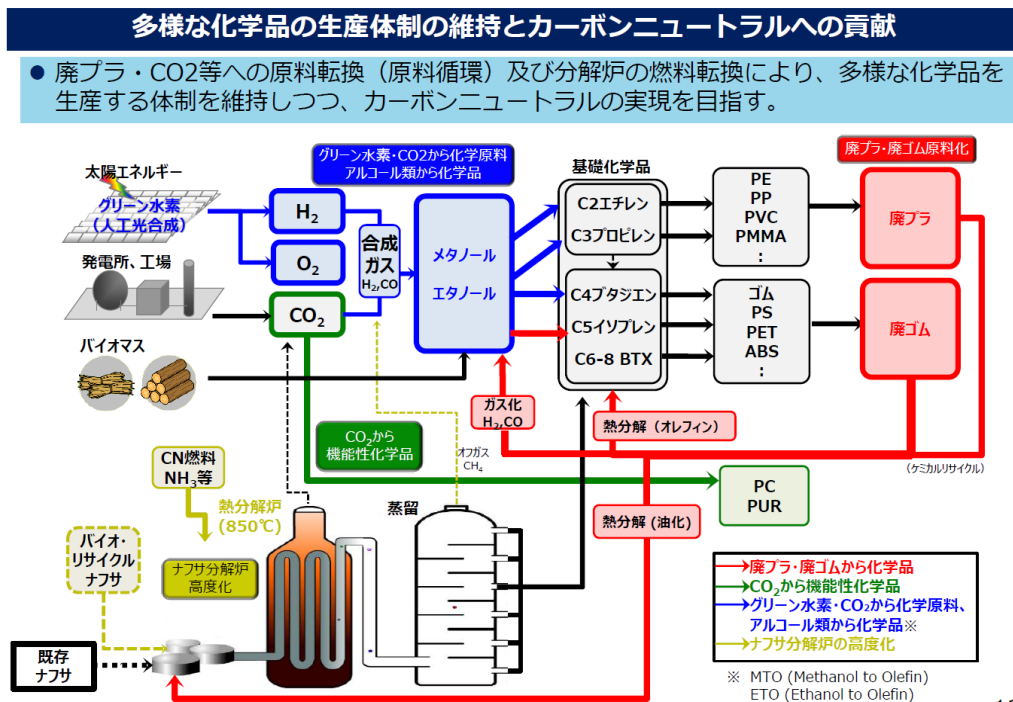 多様な化学品の生産体制の維持とカーボンニュートラルへの貢献
● 廃プラ・CO2等への原料転換（原料循環）及び分解炉の燃料転換により、多様な化学品を
生産する体制を維持しつつ、カーボンニュートラルの実現を目指す。
太陽エネルギー
グリーン水素
（人工光合成）
発電所、工場
バイオマス
H₂
O₂
CO₂
合成
ガス
H₂,CO
グリーン水素・CO2から化学原料
アルコール類から化学品
メタノール
エタノール
基礎化学品
C2エチレン
C3プロピレン
C4ブタジエン
C5イソプレン
C6-8 BTX
PE
PP
PVC
PMMA
：
ゴム
PS
PET
ABS
：
廃プラ・廃ゴム原料化
廃プラ
廃ゴム
ガス化
H₂,CO
熱分解（オレフィン）
（ケミカルリサイクル）
CO₂から
機能性化学品
オフガス
CH₄
PC
PUR
CN燃料
NH₃等
熱分解炉
(850℃)
蒸留
熱分解 (油化)
バイオ・
リサイクル
ナフサ
ナフサ分解炉
高度化
既存
ナフサ
廃プラ・廃ゴムから化学品
CO₂から機能性化学品
グリーン水素・CO₂から化学原料、
アルコール類から化学品※
ナフサ分解炉の高度化
※ MTO (Methanol to Olefin)
ETO (Ethanol to Olefin)